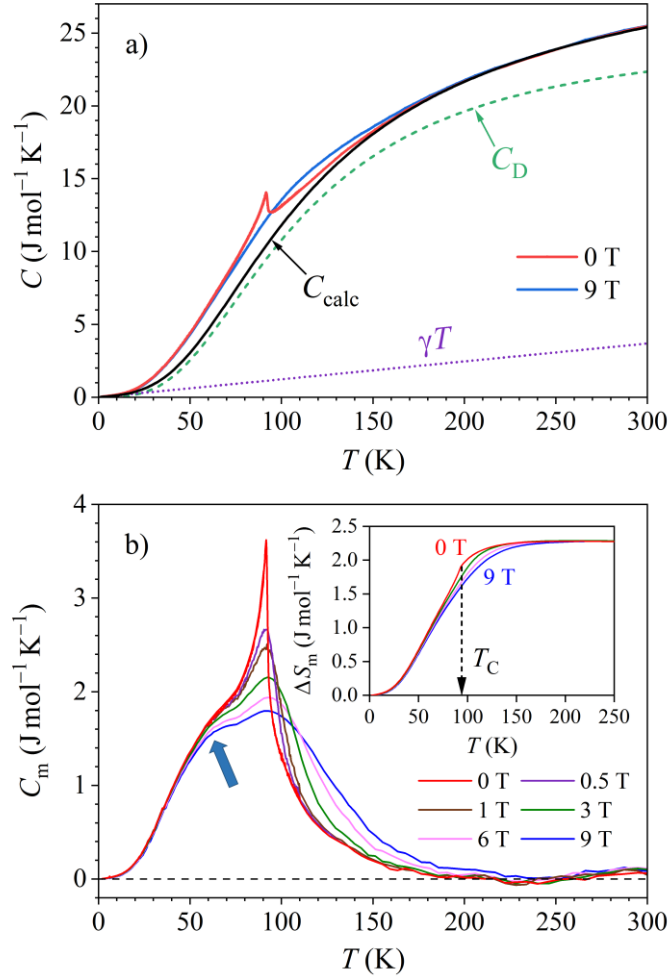 a)
C (J mol⁻¹ K⁻¹)
25
20
15
10
5
0
C_D
C_calc
γT
0 T
9 T
0 50 100 150 200 250 300
T (K)
b)
C_m (J mol⁻¹ K⁻¹)
4
3
2
1
0
ΔS_m (J mol⁻¹ K⁻¹)
2.5
2.0
1.5
1.0
0.5
0.0
0 T
9 T
T_C
0 50 100 150 200 250
T (K)
0 T 0.5 T
1 T 3 T
6 T 9 T
0 50 100 150 200 250 300
T (K)